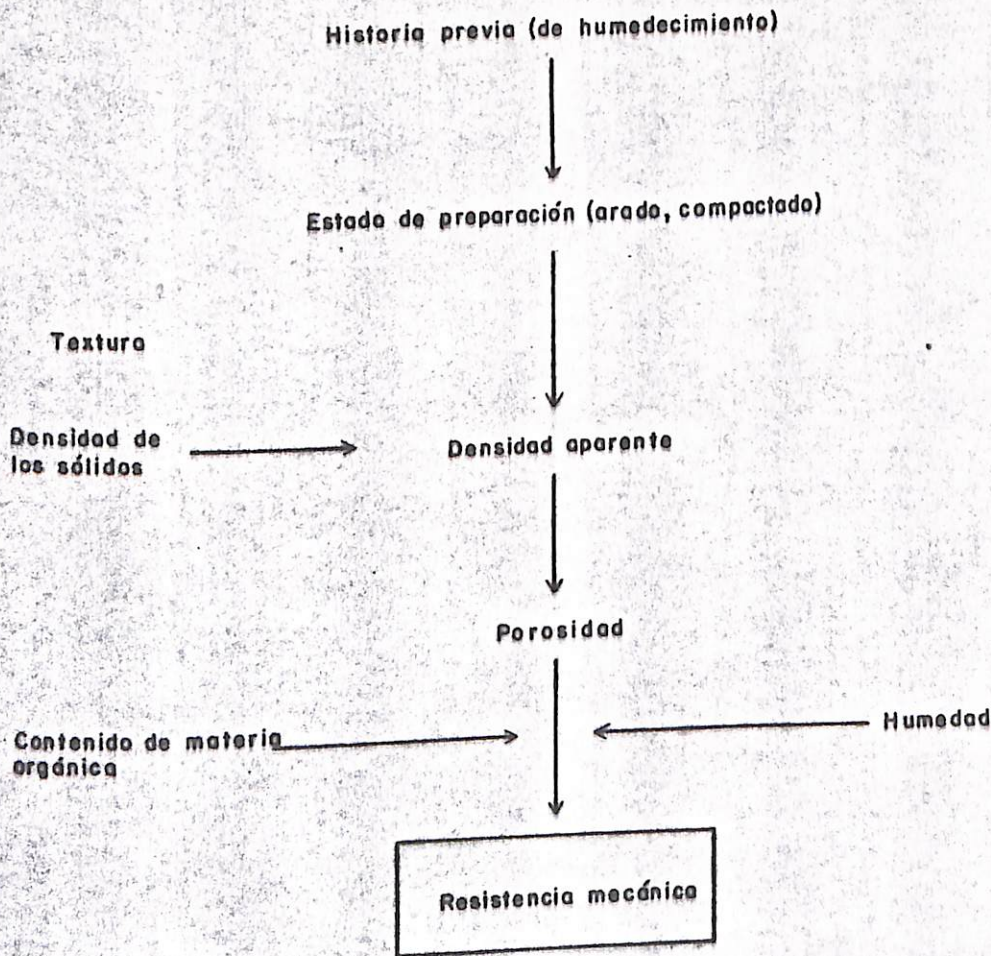 Historia previa (de humedecimiento)
Estado de preparación (arado, compactado)
Textura
Densidad de
los sólidos
Densidad aparente
Porosidad
Contenido de materia
orgánica
Humedad
Resistencia mecánica